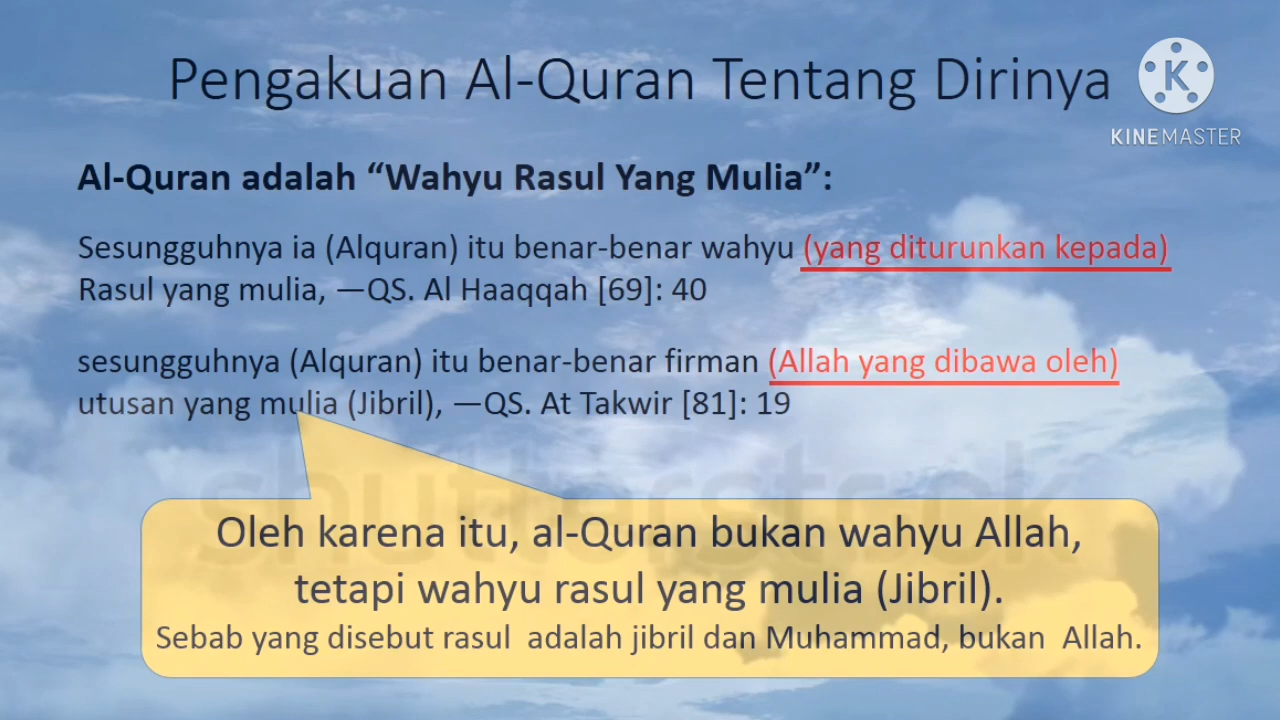 Pengakuan Al-Quran Tentang Dirinya
KINEMASTER
Al-Quran adalah “Wahyu Rasul Yang Mulia”:
Sesungguhnya ia (Alquran) itu benar-benar wahyu (yang diturunkan kepada)
Rasul yang mulia, —QS. Al Haaqqah [69]: 40
sesungguhnya (Alquran) itu benar-benar firman (Allah yang dibawa oleh)
utusan yang mulia (Jibril), —QS. At Takwir [81]: 19
shutterstock
Oleh karena itu, al-Quran bukan wahyu Allah,
tetapi wahyu rasul yang mulia (Jibril).
Sebab yang disebut rasul adalah jibril dan Muhammad, bukan Allah.